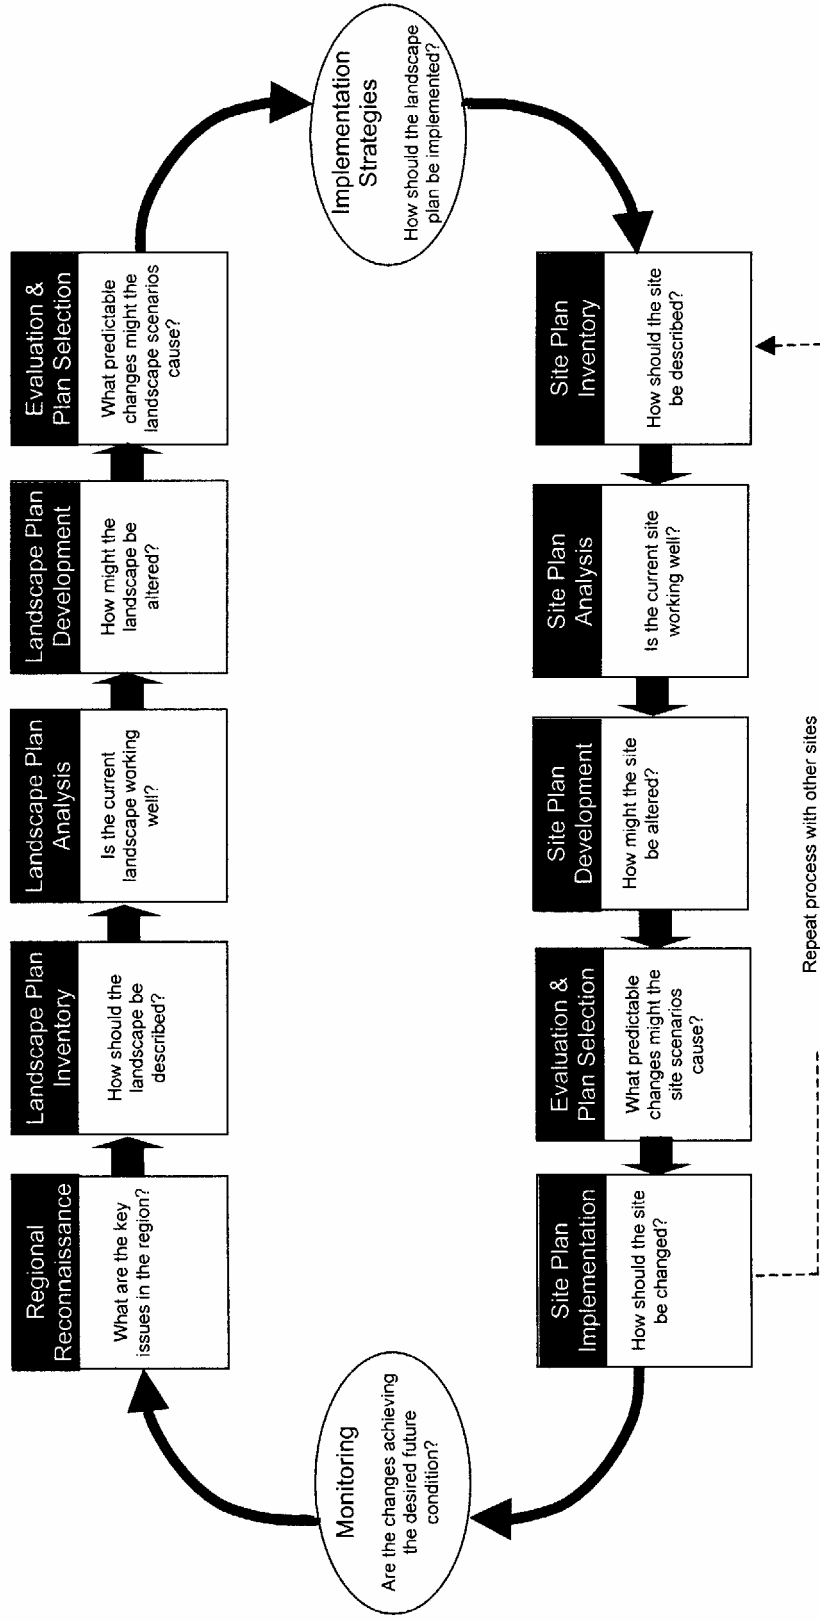 Regional
Reconnaissance
What are the key
issues in the region?
Landscape Plan
Inventory
How should the
landscape be
described?
Landscape Plan
Analysis
Is the current
landscape working
well?
Landscape Plan
Development
How might the
landscape be
altered?
Evaluation &
Plan Selection
What predictable
changes might the
landscape scenarios
cause?
Implementation
Strategies
How should the landscape
plan be implemented?
Site Plan
Inventory
How should the site
be described?
Site Plan
Analysis
Is the current site
working well?
Site Plan
Development
How might the site
be altered?
Evaluation &
Plan Selection
What predictable
changes might the
site scenarios
cause?
Site Plan
Implementation
How should the site
be changed?
Monitoring
Are the changes achieving
the desired future
condition?
Repeat process with other sites